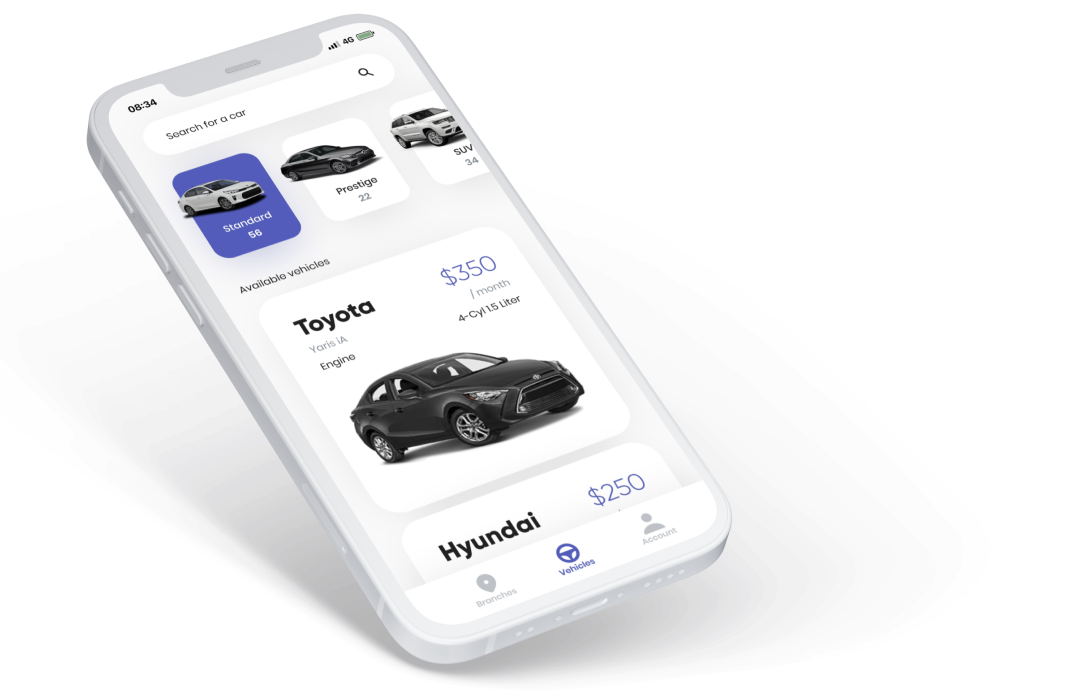 08:34
4G
Search for a car
Standard
56
Prestige
22
SUV
34
Available vehicles
Toyota
$350
Yaris iA
/ month
Engine
4-Cyl 1.5 Liter
Hyundai
$250
Branches
Vehicles
Account